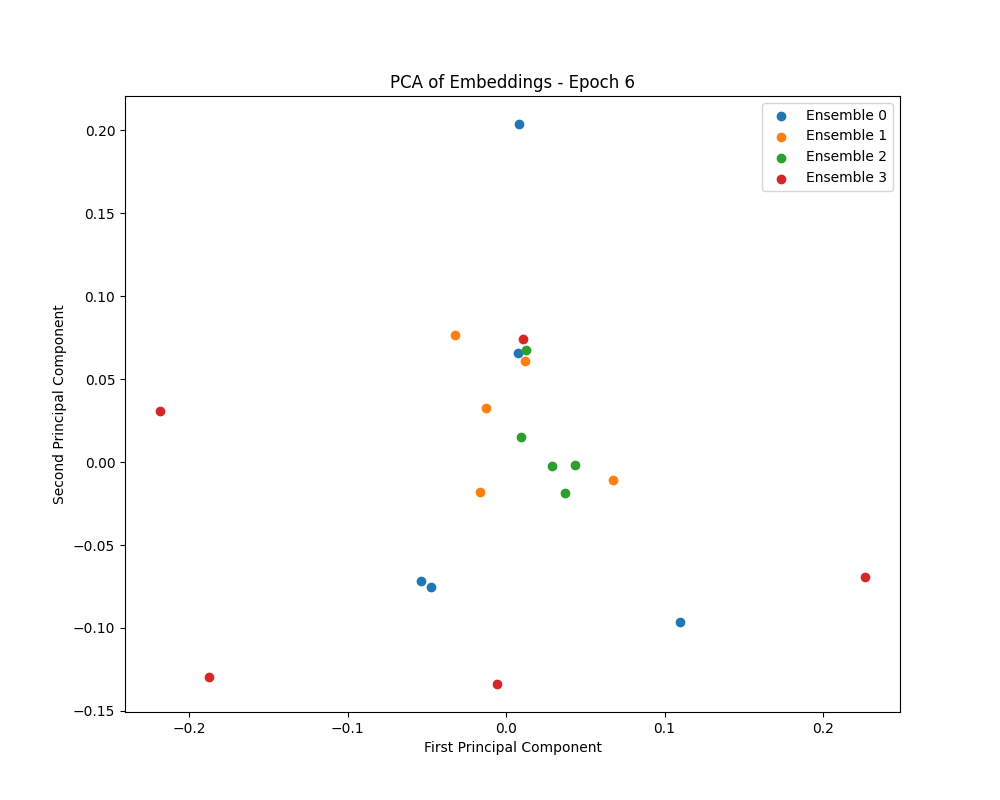 PCA of Embeddings - Epoch 6
Ensemble 0
Ensemble 1
Ensemble 2
Ensemble 3
Second Principal Component
0.20
0.15
0.10
0.05
0.00
−0.05
−0.10
−0.15
−0.2
−0.1
0.0
0.1
0.2
First Principal Component